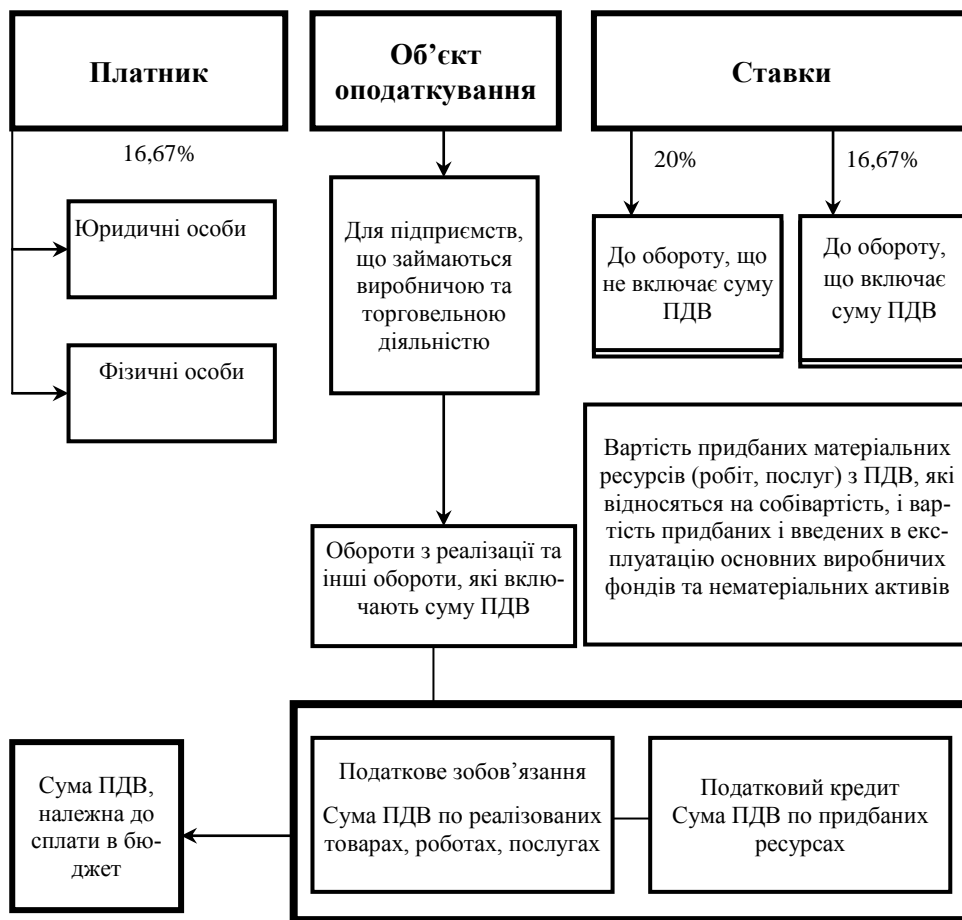 Платник
Об’єкт
оподаткування
Ставки
16,67%
20%
16,67%
Юридичні особи
Фізичні особи
Для підприємств,
що займаються
виробничою та
торговельною
діяльністю
До обороту, що
не включає суму
ПДВ
До обороту,
що включає
суму ПДВ
Обороти з реалізації та
інші обороти, які вклю-
чають суму ПДВ
Вартість придбаних матеріальних
ресурсів (робіт, послуг) з ПДВ, які
відносяться на собівартість, і вар-
тість придбаних і введених в екс-
плуатацію основних виробничих
фондів та нематеріальних активів
Сума ПДВ,
належна до
сплати в бю-
джет
Податкове зобов’язання
Сума ПДВ по реалізованих
товарах, роботах, послугах
Податковий кредит
Сума ПДВ по придбаних
ресурсах